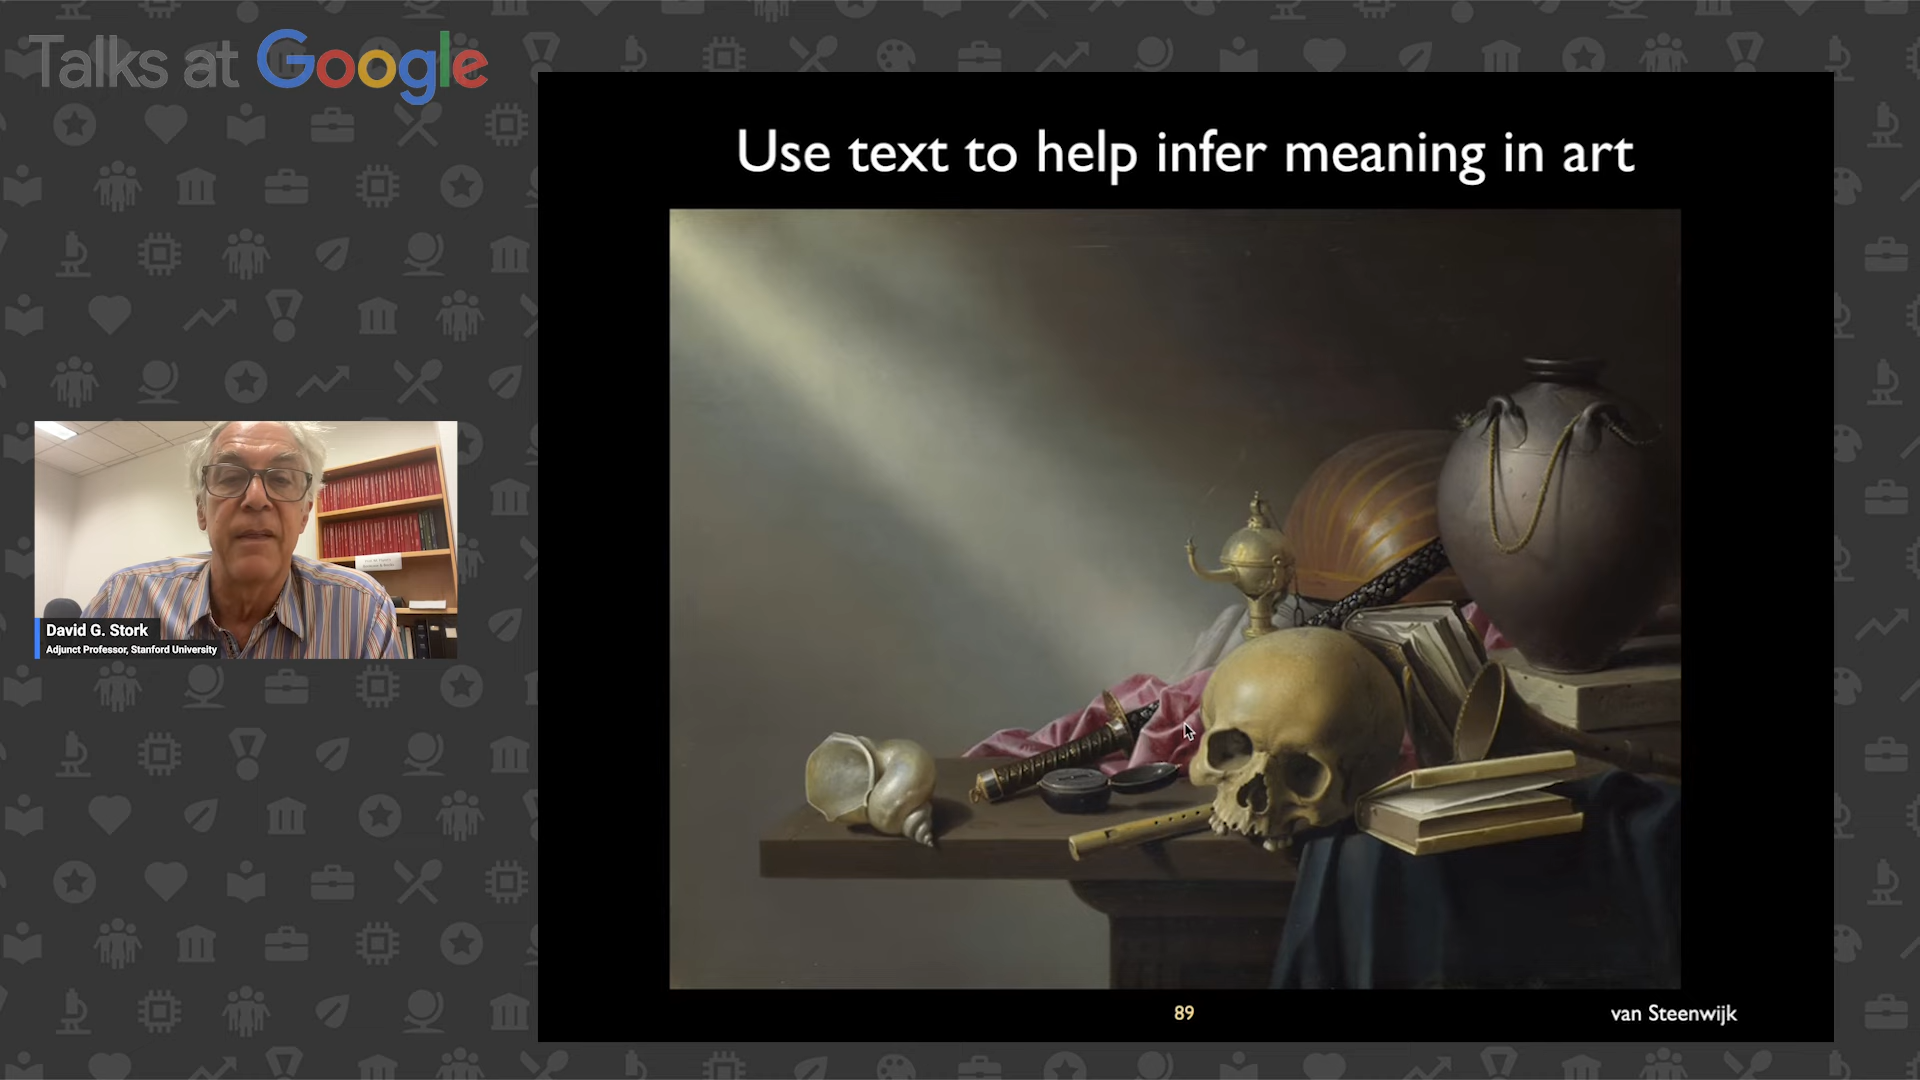 Talks at Google
Use text to help infer meaning in art
David G. Stork
Adjunct Professor, Stanford University
89
van Steenwijk